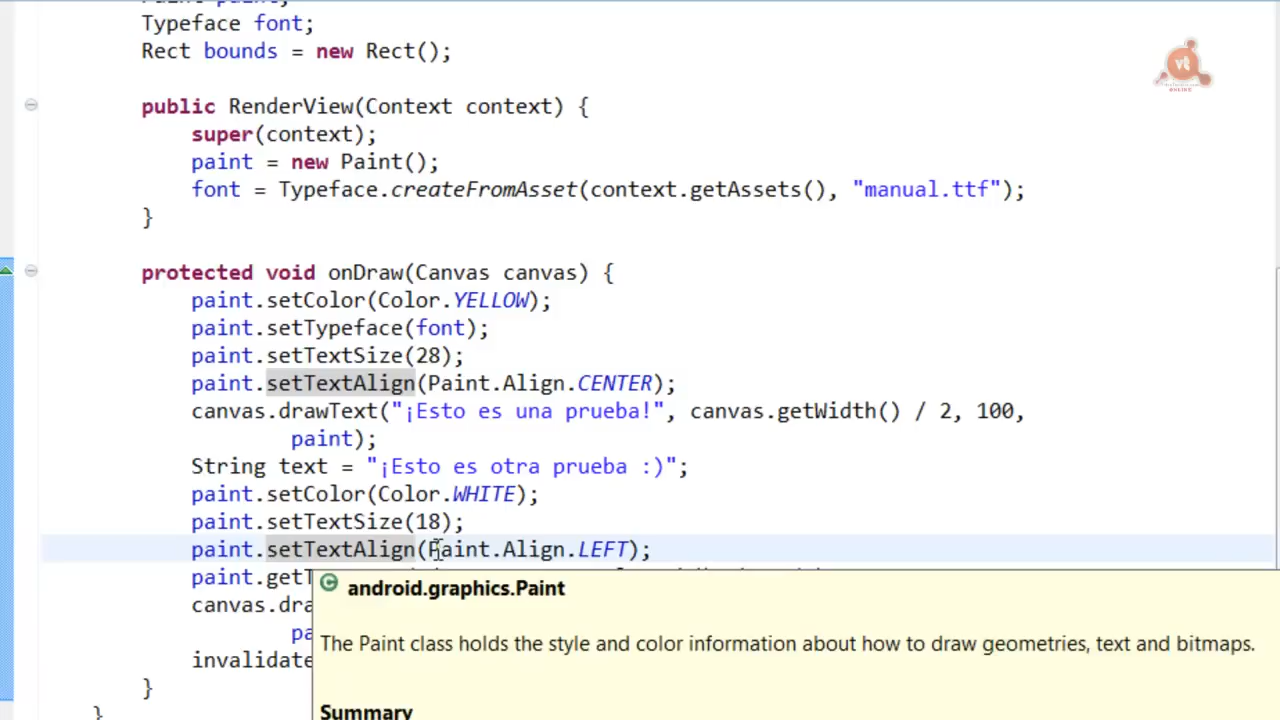 Typeface font;
Rect bounds = new Rect();
public RenderView(Context context) {
super(context);
paint = new Paint();
font = Typeface.createFromAsset(context.getAssets(), "manual.ttf");
}
protected void onDraw(Canvas canvas) {
paint.setColor(Color.YELLOW);
paint.setTypeface(font);
paint.setTextSize(28);
paint.setTextAlign(Paint.Align.CENTER);
canvas.drawText("¡Esto es una prueba!", canvas.getWidth() / 2, 100,
paint);
String text = "¡Esto es otra prueba :)";
paint.setColor(Color.WHITE);
paint.setTextSize(18);
paint.setTextAlign(Paint.Align.LEFT);
paint.getT
canvas.dra
pa
invalidate
}
}
android.graphics.Paint
The Paint class holds the style and color information about how to draw geometries, text and bitmaps.
Summary
vt
ONLINE